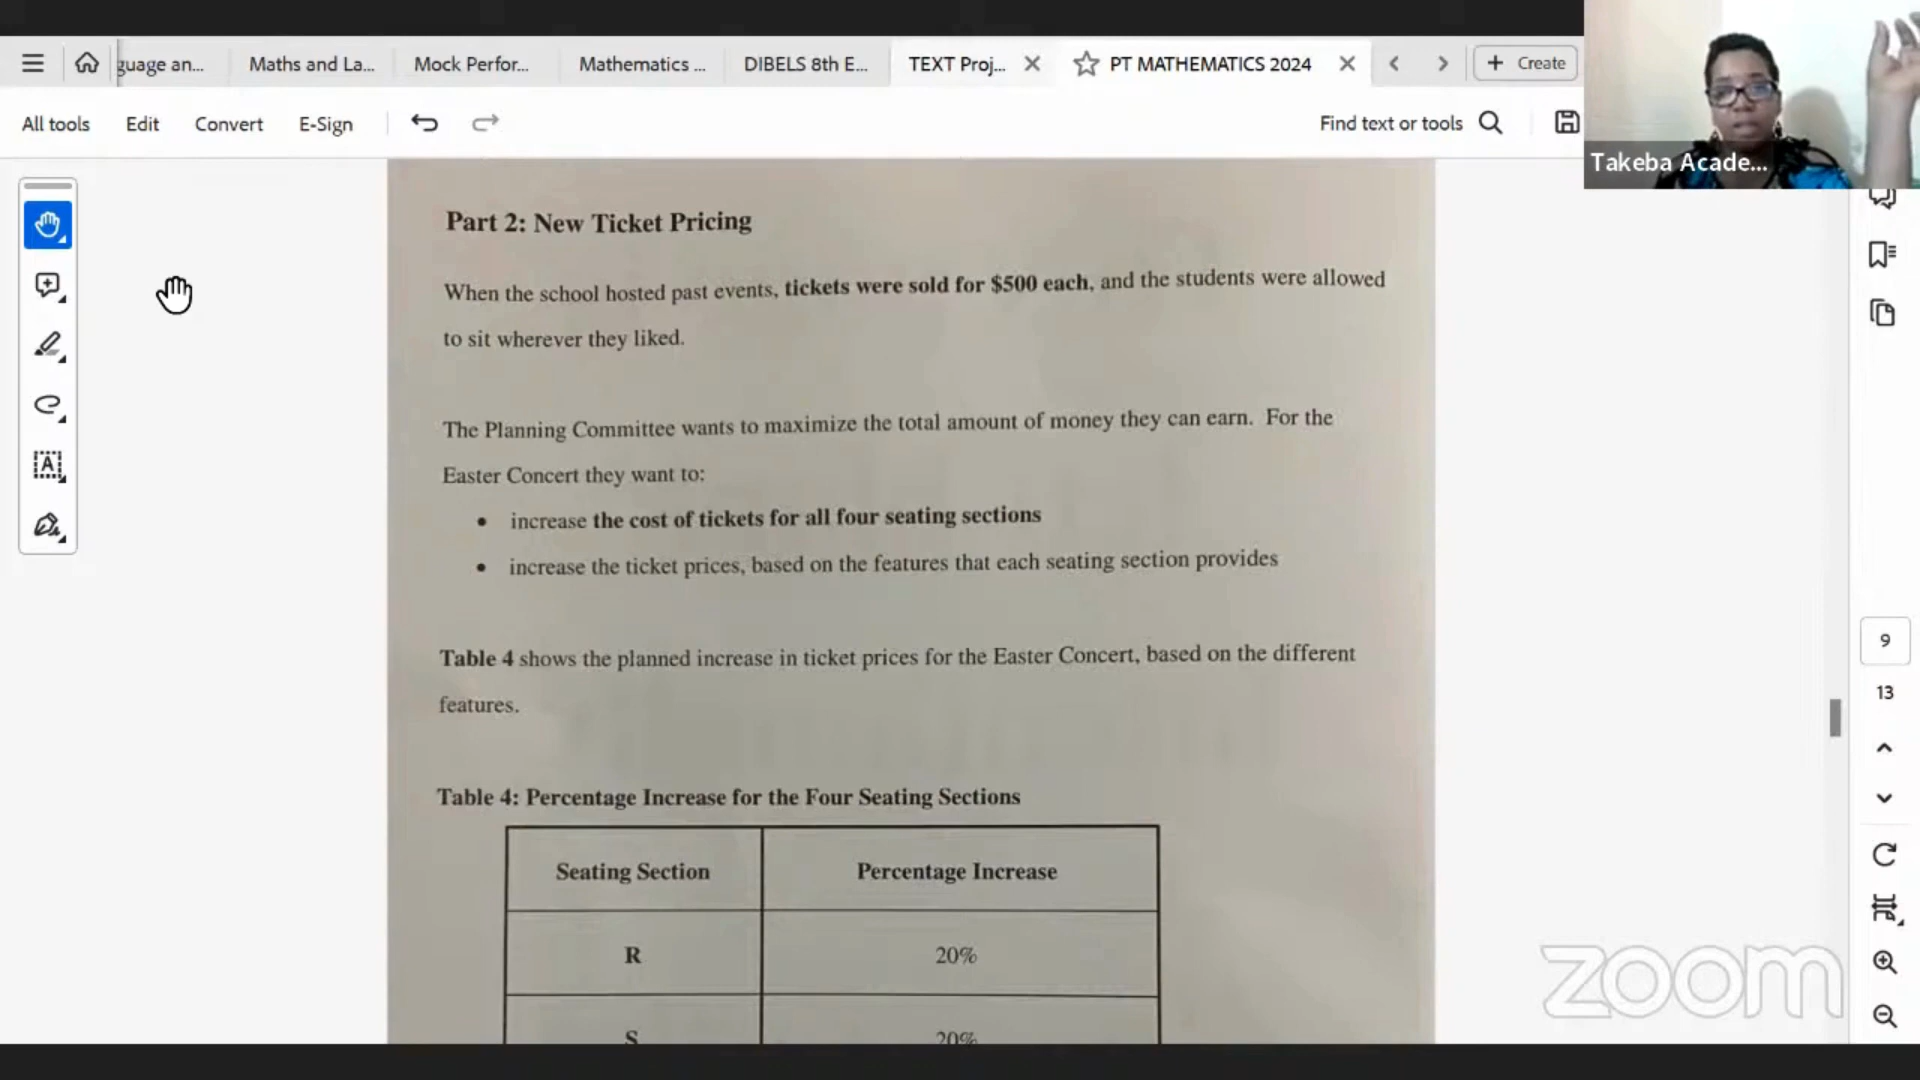 guage an...
Maths and La...
Mock Perfor...
Mathematics ...
DIBELS 8th E...
TEXT Proj...
PT MATHEMATICS 2024
Create
All tools
Edit
Convert
E-Sign
Find text or tools
Takeba Acade...
Part 2: New Ticket Pricing
When the school hosted past events, tickets were sold for $500 each, and the students were allowed
to sit wherever they liked.
The Planning Committee wants to maximize the total amount of money they can earn. For the
Easter Concert they want to:
• increase the cost of tickets for all four seating sections
• increase the ticket prices, based on the features that each seating section provides
Table 4 shows the planned increase in ticket prices for the Easter Concert, based on the different
features.
Table 4: Percentage Increase for the Four Seating Sections
Seating Section Percentage Increase
R 20%
S 20%
9
13
zoom